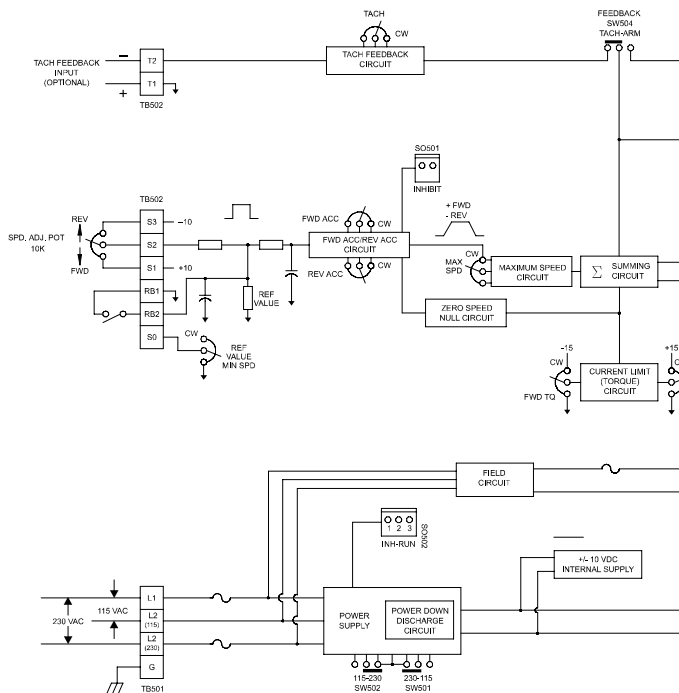 TACH
CW
TACH FEEDBACK
CIRCUIT
FEEDBACK
SW504
TACH-ARM
TACH FEEDBACK
INPUT
(OPTIONAL)
–
+
T2
T1
TB502
SO501
INHIBIT
TB502
REV
SPD. ADJ. POT
10K
FWD
S3
–10
S2
S1
+10
RB1
RB2
S0
REF
VALUE
CW
REF
VALUE
MIN SPD
FWD ACC
CW
FWD ACC/REV ACC
CIRCUIT
REV ACC
CW
+ FWD
- REV
CW
MAX
SPD
MAXIMUM SPEED
CIRCUIT
Σ SUMMING
CIRCUIT
ZERO SPEED
NULL CIRCUIT
-15
CW
FWD TQ
CURRENT LIMIT
(TORQUE)
CIRCUIT
+15
C
FIELD
CIRCUIT
1 2 3
SO502
INH-RUN
+/- 10 VDC
INTERNAL SUPPLY
115 VAC
230 VAC
L1
L2
(115)
L2
(230)
G
TB501
POWER
SUPPLY
POWER DOWN
DISCHARGE
CIRCUIT
115-230
SW502
230-115
SW501